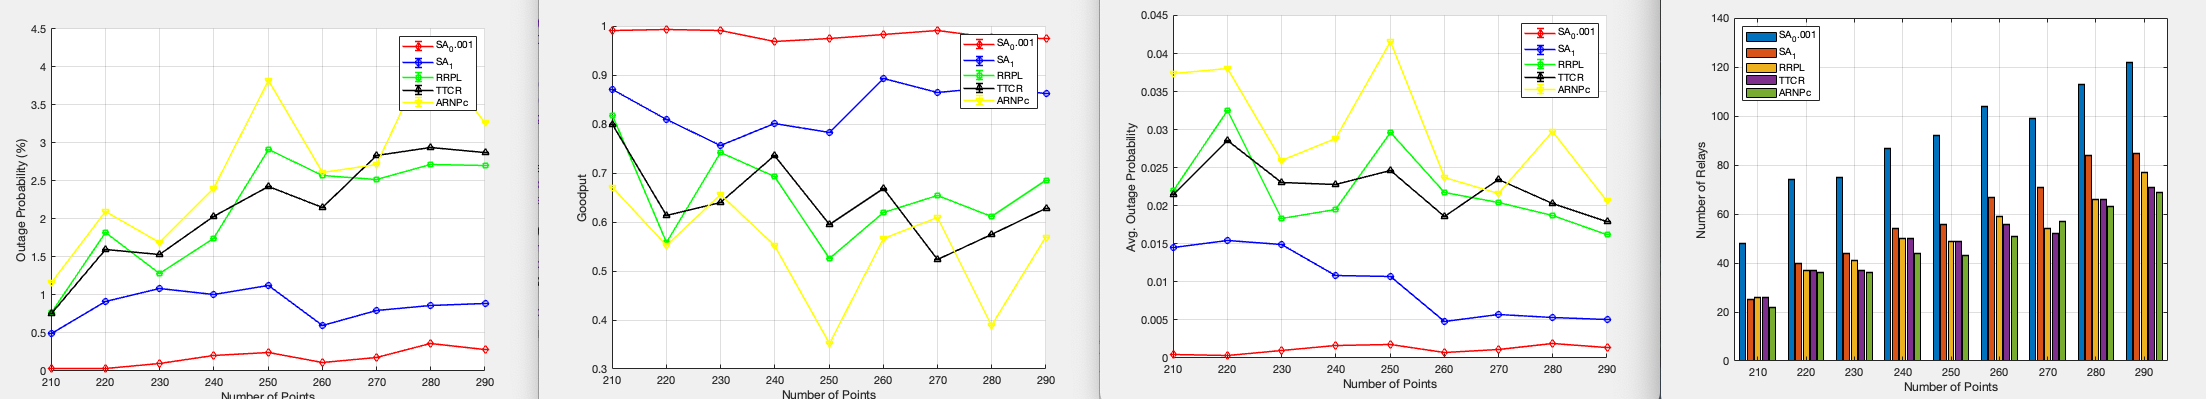 4.5
4
3.5
3
2.5
2
1.5
1
0.5
0
Outage Probability (%)
210 220 230 240 250 260 270 280 290
Number of Points
SA0.001
SA1
RRPL
TTCR
ARNPc
1
0.9
0.8
0.7
0.6
0.5
0.4
0.3
Goodput
210 220 230 240 250 260 270 280 290
Number of Points
SA0.001
SA1
RRPL
TTCR
ARNPc
0.045
0.04
0.035
0.03
0.025
0.02
0.015
0.01
0.005
0
Avg. Outage Probability
210 220 230 240 250 260 270 280 290
Number of Points
SA0.001
SA1
RRPL
TTCR
ARNPc
140
120
100
80
60
40
20
0
Number of Relays
210 220 230 240 250 260 270 280 290
Number of Points
SA0.001
SA1
RRPL
TTCR
ARNPc